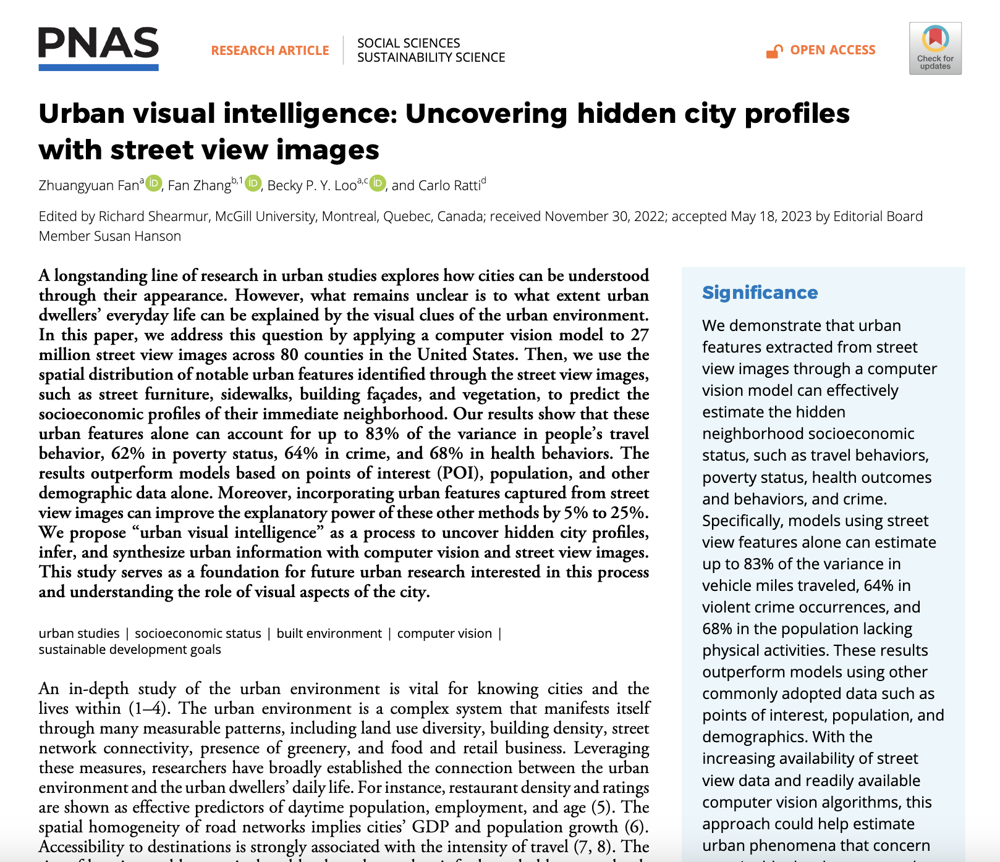 PNAS
RESEARCH ARTICLE
SOCIAL SCIENCES
SUSTAINABILITY SCIENCE
OPEN ACCESS
Check for
updates
Urban visual intelligence: Uncovering hidden city profiles
with street view images
Zhuangyuan Fanᵃ iD, Fan Zhangᵇ,¹ iD, Becky P. Y. Looᵃ,ᶜ iD, and Carlo Rattiᵈ
Edited by Richard Shearmur, McGill University, Montreal, Quebec, Canada; received November 30, 2022; accepted May 18, 2023 by Editorial Board
Member Susan Hanson
A longstanding line of research in urban studies explores how cities can be understood
through their appearance. However, what remains unclear is to what extent urban
dwellers’ everyday life can be explained by the visual clues of the urban environment.
In this paper, we address this question by applying a computer vision model to 27
million street view images across 80 counties in the United States. Then, we use the
spatial distribution of notable urban features identified through the street view images,
such as street furniture, sidewalks, building façades, and vegetation, to predict the
socioeconomic profiles of their immediate neighborhood. Our results show that these
urban features alone can account for up to 83% of the variance in people’s travel
behavior, 62% in poverty status, 64% in crime, and 68% in health behaviors. The
results outperform models based on points of interest (POI), population, and other
demographic data alone. Moreover, incorporating urban features captured from street
view images can improve the explanatory power of these other methods by 5% to 25%.
We propose “urban visual intelligence” as a process to uncover hidden city profiles,
infer, and synthesize urban information with computer vision and street view images.
This study serves as a foundation for future urban research interested in this process
and understanding the role of visual aspects of the city.
urban studies | socioeconomic status | built environment | computer vision |
sustainable development goals
An in-depth study of the urban environment is vital for knowing cities and the
lives within (1–4). The urban environment is a complex system that manifests itself
through many measurable patterns, including land use diversity, building density, street
network connectivity, presence of greenery, and food and retail business. Leveraging
these measures, researchers have broadly established the connection between the urban
environment and the urban dwellers’ daily life. For instance, restaurant density and ratings
are shown as effective predictors of daytime population, employment, and age (5). The
spatial homogeneity of road networks implies cities’ GDP and population growth (6).
Accessibility to destinations is strongly associated with the intensity of travel (7, 8). The
Significance
We demonstrate that urban
features extracted from street
view images through a computer
vision model can effectively
estimate the hidden
neighborhood socioeconomic
status, such as travel behaviors,
poverty status, health outcomes
and behaviors, and crime.
Specifically, models using street
view features alone can estimate
up to 83% of the variance in
vehicle miles traveled, 64% in
violent crime occurrences, and
68% in the population lacking
physical activities. These results
outperform models using other
commonly adopted data such as
points of interest, population, and
demographics. With the
increasing availability of street
view data and readily available
computer vision algorithms, this
approach could help estimate
urban phenomena that concern